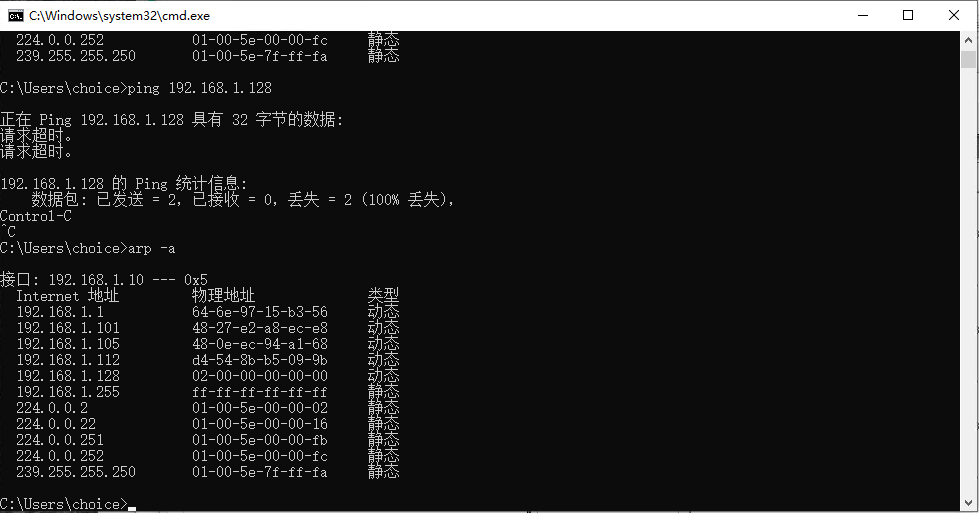 C:\Windows\system32\cmd.exe
224.0.0.252 01-00-5e-00-00-fc 静态
239.255.255.250 01-00-5e-7f-ff-fa 静态
C:\Users\choice>ping 192.168.1.128
正在 Ping 192.168.1.128 具有 32 字节的数据:
请求超时。
请求超时。
192.168.1.128 的 Ping 统计信息:
数据包: 已发送 = 2，已接收 = 0，丢失 = 2 (100% 丢失)，
Control-C
^C
C:\Users\choice>arp -a
接口: 192.168.1.10 --- 0x5
Internet 地址 物理地址 类型
192.168.1.1 64-6e-97-15-b3-56 动态
192.168.1.101 48-27-e2-a8-ec-e8 动态
192.168.1.105 48-0e-ec-94-a1-68 动态
192.168.1.112 d4-54-8b-b5-09-9b 动态
192.168.1.128 02-00-00-00-00-00 动态
192.168.1.255 ff-ff-ff-ff-ff-ff 静态
224.0.0.2 01-00-5e-00-00-02 静态
224.0.0.22 01-00-5e-00-00-16 静态
224.0.0.251 01-00-5e-00-00-fb 静态
224.0.0.252 01-00-5e-00-00-fc 静态
239.255.255.250 01-00-5e-7f-ff-fa 静态
C:\Users\choice>